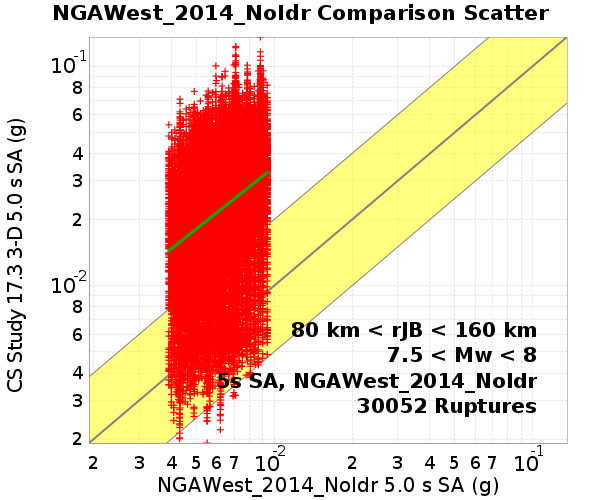 NGAWest_2014_NoIdr Comparison Scatter
CS Study 17.3 3-D 5.0 s SA (g)
10-1
8
6
4
3
2
10-2
8
6
4
3
2
80 km < rJB < 160 km
7.5 < Mw < 8
5s SA, NGAWest_2014_NoIdr
30052 Ruptures
2 3 4 5 6 7 10-2 2 3 4 5 6 7 10-1
NGAWest_2014_NoIdr 5.0 s SA (g)